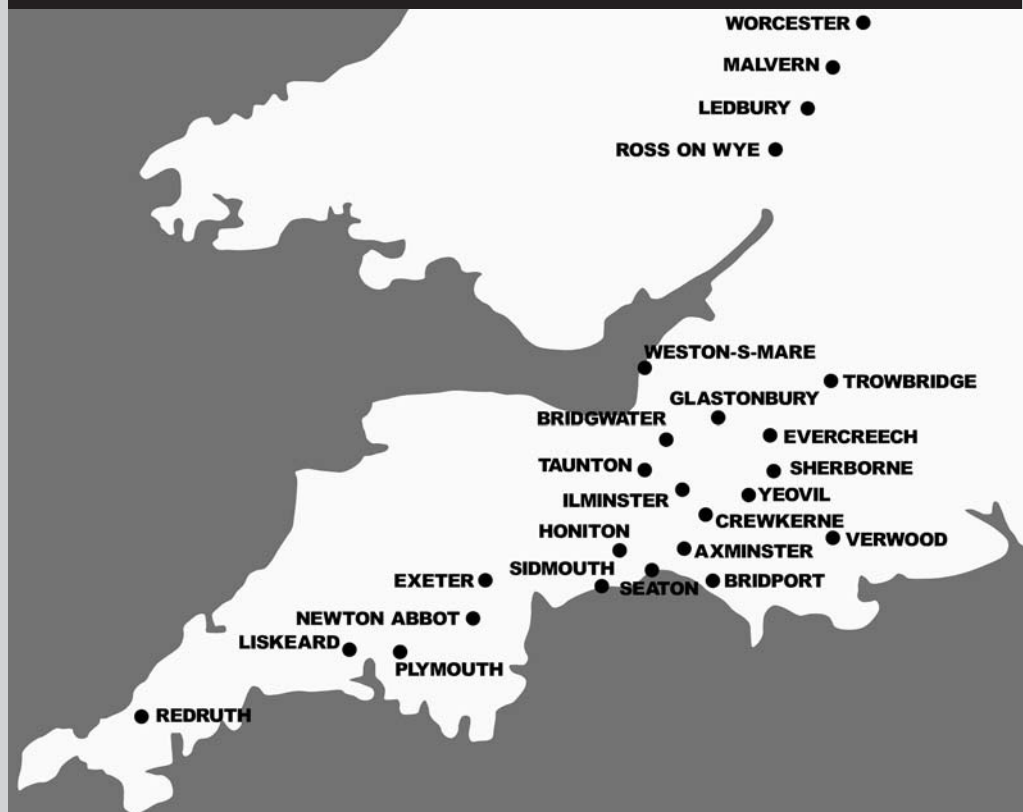 WORCESTER
MALVERN
LEDBURY
ROSS ON WYE
WESTON-S-MARE
TROWBRIDGE
GLASTONBURY
BRIDGWATER
EVERCREECH
TAUNTON
SHERBORNE
ILMINSTER
YEOVIL
CREWKERNE
HONITON
VERWOOD
AXMINSTER
SIDMOUTH
EXETER
SEATON
BRIDPORT
NEWTON ABBOT
LISKEARD
PLYMOUTH
REDRUTH